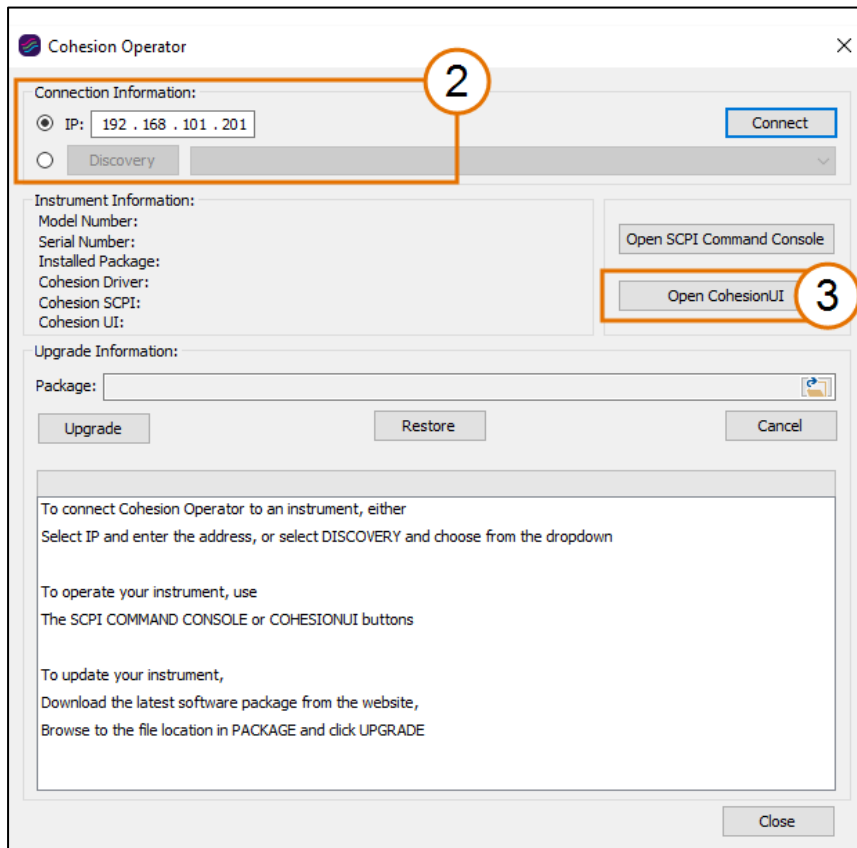 Cohesion Operator
2
Connection Information:
IP: 192 . 168 . 101 . 201
Connect
Discovery
Instrument Information:
Model Number:
Serial Number:
Installed Package:
Cohesion Driver:
Cohesion SCPI:
Cohesion UI:
Open SCPI Command Console
Open CohesionUI
3
Upgrade Information:
Package:
Upgrade
Restore
Cancel
To connect Cohesion Operator to an instrument, either
Select IP and enter the address, or select DISCOVERY and choose from the dropdown
To operate your instrument, use
The SCPI COMMAND CONSOLE or COHESIONUI buttons
To update your instrument,
Download the latest software package from the website,
Browse to the file location in PACKAGE and click UPGRADE
Close